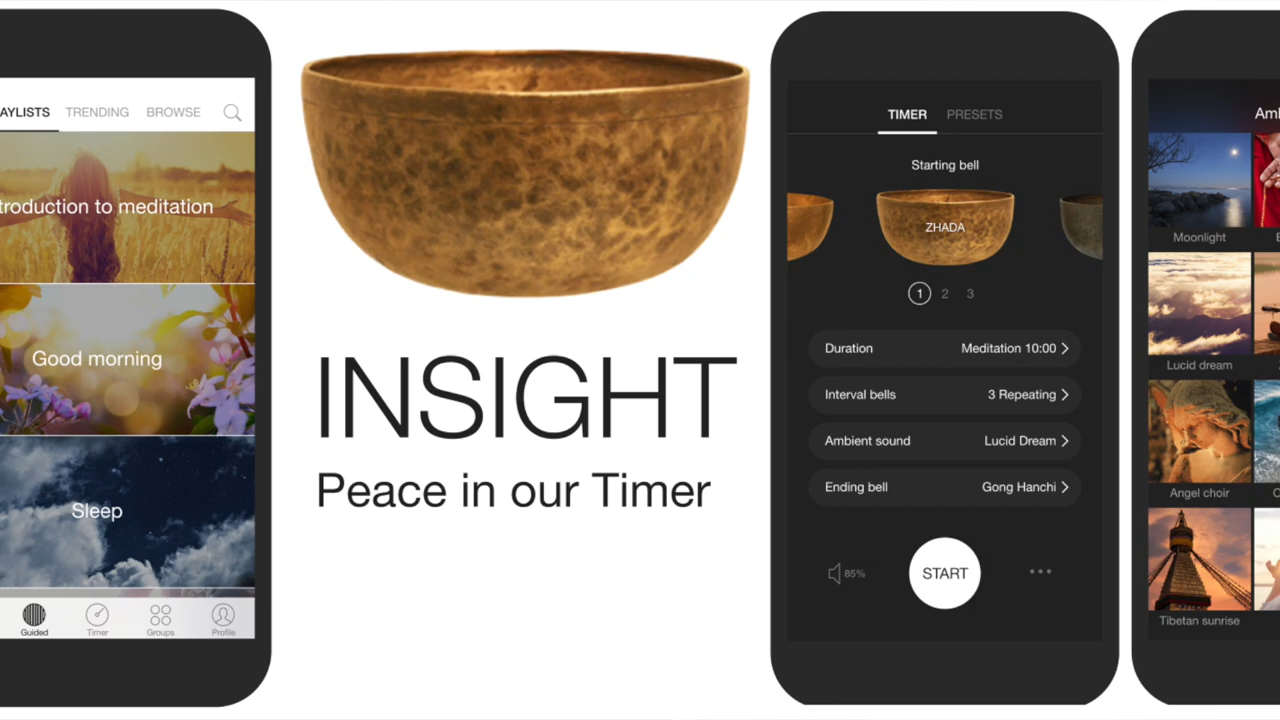 AYLISTS TRENDING BROWSE
troduction to meditation
Good morning
Sleep
Guided Timer Groups Profile
INSIGHT
Peace in our Timer
TIMER PRESETS
Starting bell
ZHADA
1 2 3
Duration Meditation 10:00
Interval bells 3 Repeating
Ambient sound Lucid Dream
Ending bell Gong Hanchi
85% START
Aml
Moonlight
Lucid dream
Angel choir
Tibetan sunrise